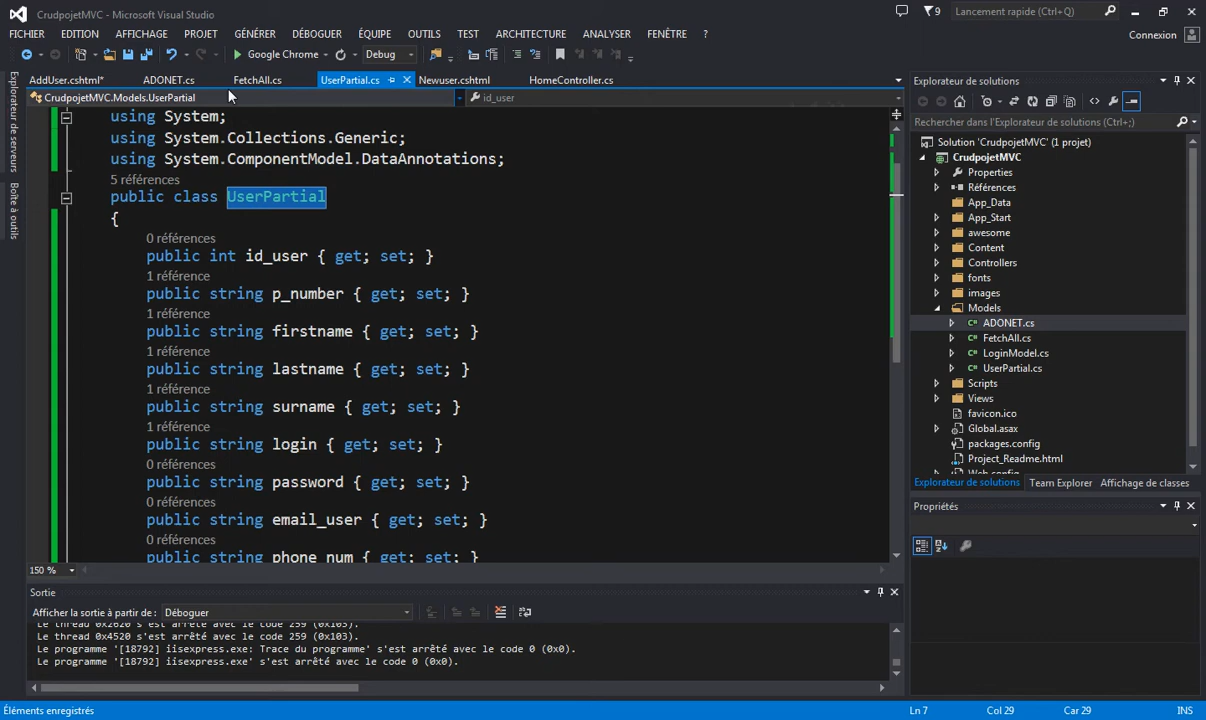 CrudpojetMVC - Microsoft Visual Studio
9
Lancement rapide (Ctrl+Q)
FICHIER EDITION AFFICHAGE PROJET GÉNÉRER DÉBOGUER ÉQUIPE OUTILS TEST ARCHITECTURE ANALYSER FENÊTRE ?
Connexion
Google Chrome Debug
AddUser.cshtml* ADONET.cs FetchAll.cs UserPartial.cs Newuser.cshtml HomeController.cs
CrudpojetMVC.Models.UserPartial id_user
Explorateur de serveurs
Boîte à outils
using System;
using System.Collections.Generic;
using System.ComponentModel.DataAnnotations;
5 références
public class UserPartial
{
0 références
public int id_user { get; set; }
1 référence
public string p_number { get; set; }
1 référence
public string firstname { get; set; }
1 référence
public string lastname { get; set; }
1 référence
public string surname { get; set; }
1 référence
public string login { get; set; }
0 références
public string password { get; set; }
0 références
public string email_user { get; set; }
0 références
public string phone_num { get; set; }
150 %
Explorateur de solutions
Rechercher dans l'Explorateur de solutions (Ctrl+;)
Solution 'CrudpojetMVC' (1 projet)
CrudpojetMVC
Properties
Références
App_Data
App_Start
awesome
Content
Controllers
fonts
images
Models
ADONET.cs
FetchAll.cs
LoginModel.cs
UserPartial.cs
Scripts
Views
favicon.ico
Global.asax
packages.config
Project_Readme.html
Web.config
Explorateur de solutions Team Explorer Affichage de classes
Propriétés
Sortie
Afficher la sortie à partir de : Déboguer
Le thread 0x2620 s'est arrêté avec le code 259 (0x103).
Le thread 0x4520 s'est arrêté avec le code 259 (0x103).
Le programme '[18792] iisexpress.exe: Trace du programme' s'est arrêté avec le code 0 (0x0).
Le programme '[18792] iisexpress.exe' s'est arrêté avec le code 0 (0x0).
Éléments enregistrés Ln 7 Col 29 Car 29 INS